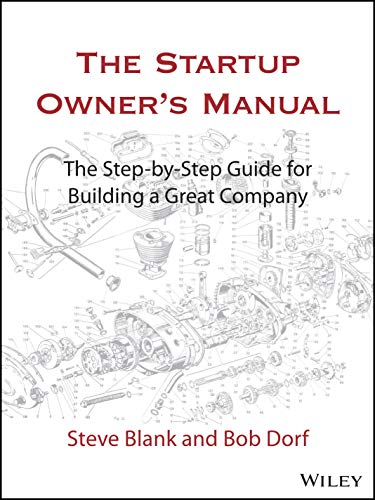 THE STARTUP
OWNER'S MANUAL
The Step-by-Step Guide for
Building a Great Company
Steve Blank and Bob Dorf
WILEY